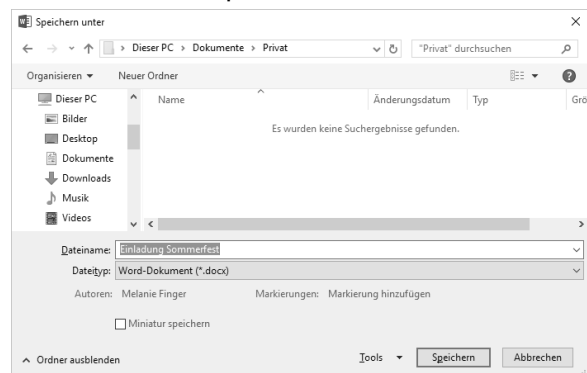 Speichern unter
Dieser PC > Dokumente > Privat "Privat" durchsuchen
Organisieren Neuer Ordner
Dieser PC
Name Änderungsdatum Typ Grö
Bilder
Es wurden keine Suchergebnisse gefunden.
Desktop
Dokumente
Downloads
Musik
Videos
Dateiname: Einladung Sommerfest
Dateityp: Word-Dokument (*.docx)
Autoren: Melanie Finger Markierungen: Markierung hinzufügen
Miniatur speichern
Ordner ausblenden Tools Speichern Abbrechen